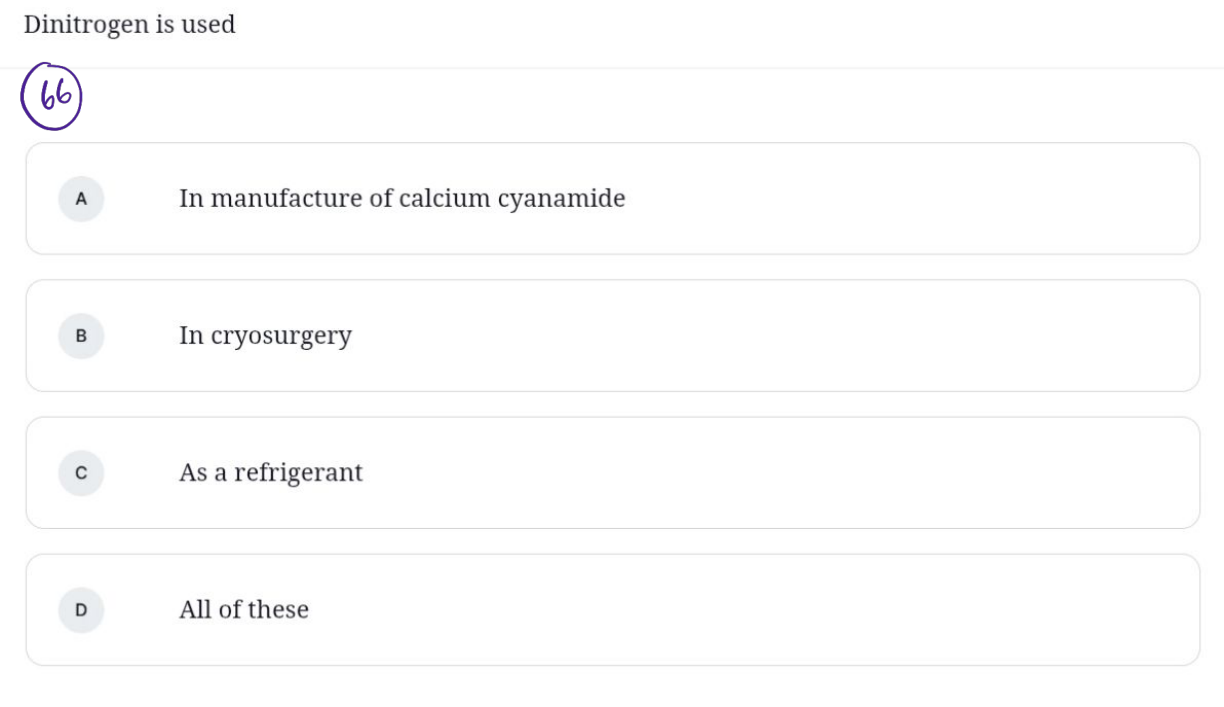 Dinitrogen is used
66
A In manufacture of calcium cyanamide
B In cryosurgery
C As a refrigerant
D All of these